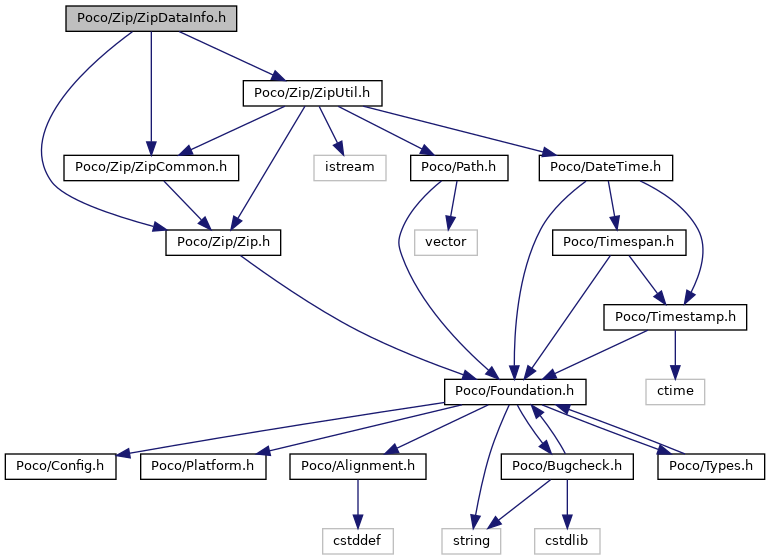 Poco/Zip/ZipDataInfo.h
Poco/Zip/ZipUtil.h
Poco/Zip/ZipCommon.h
istream
Poco/Path.h
Poco/DateTime.h
Poco/Zip/Zip.h
vector
Poco/Timespan.h
Poco/Timestamp.h
Poco/Foundation.h
ctime
Poco/Config.h
Poco/Platform.h
Poco/Alignment.h
Poco/Bugcheck.h
Poco/Types.h
cstddef
string
cstdlib